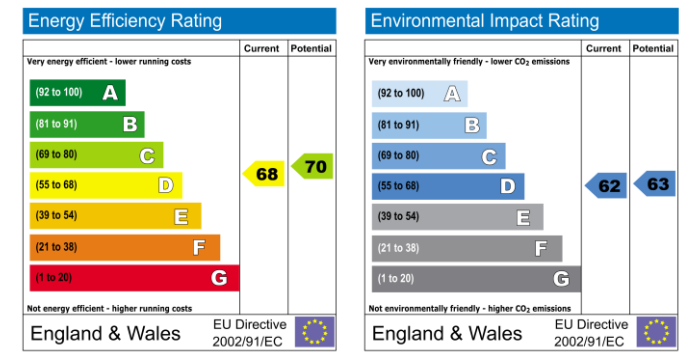 Energy Efficiency Rating
Current Potential
Very energy efficient - lower running costs
(92 to 100) A
(81 to 91) B
(69 to 80) C
(55 to 68) D
(39 to 54) E
(21 to 38) F
(1 to 20) G
68
70
Not energy efficient - higher running costs
England & Wales
EU Directive
2002/91/EC
Environmental Impact Rating
Current Potential
Very environmentally friendly - lower CO₂ emissions
(92 to 100) A
(81 to 91) B
(69 to 80) C
(55 to 68) D
(39 to 54) E
(21 to 38) F
(1 to 20) G
62
63
Not environmentally friendly - higher CO₂ emissions
England & Wales
EU Directive
2002/91/EC